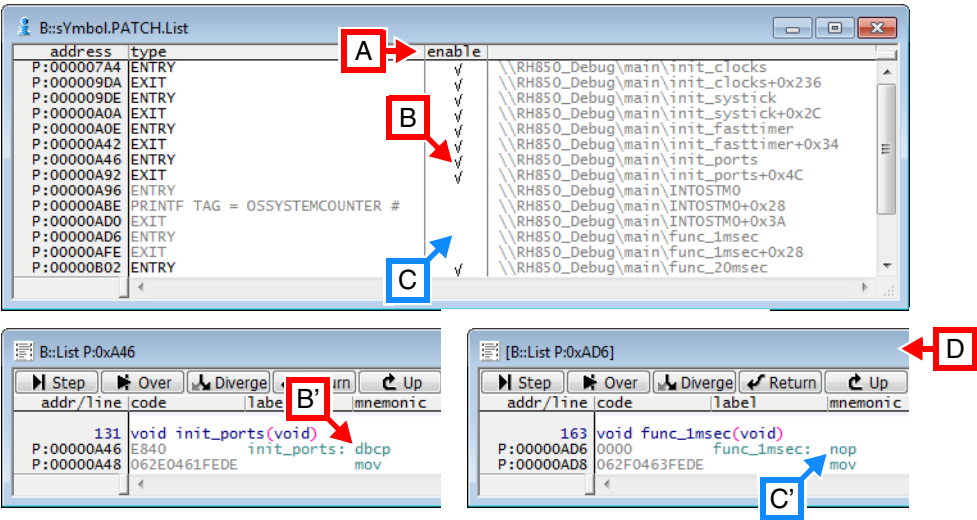 B::sYmbol.PATCH.List
address type A enable
P:000007A4 ENTRY √ \\RH850_Debug\main\init_clocks
P:000009DA EXIT √ \\RH850_Debug\main\init_clocks+0x236
P:000009DE ENTRY √ \\RH850_Debug\main\init_systick
P:00000A0A EXIT √ \\RH850_Debug\main\init_systick+0x2C
P:00000A0E ENTRY B √ \\RH850_Debug\main\init_fasttimer
P:00000A42 EXIT √ \\RH850_Debug\main\init_fasttimer+0x34
P:00000A46 ENTRY √ \\RH850_Debug\main\init_ports
P:00000A92 EXIT √ \\RH850_Debug\main\init_ports+0x4C
P:00000A96 ENTRY \\RH850_Debug\main\INTOSTM0
P:00000ABE PRINTF TAG = OSSYSTEMCOUNTER # \\RH850_Debug\main\INTOSTM0+0x28
P:00000AD0 EXIT \\RH850_Debug\main\INTOSTM0+0x3A
P:00000AD6 ENTRY \\RH850_Debug\main\func_1msec
P:00000AFE EXIT C \\RH850_Debug\main\func_1msec+0x28
P:00000B02 ENTRY √ \\RH850_Debug\main\func_20msec
B::List P:0xA46
Step Over Diverge Up
addr/line code B' mnemonic
131 void init_ports(void)
P:00000A46 E840 init_ports: dbcp
P:00000A48 062E0461FEDE mov
[B::List P:0xAD6] D
Step Over Diverge Return Up
addr/line code label mnemonic
163 void func_1msec(void)
P:00000AD6 0000 func_1msec: nop
P:00000AD8 062F0463FEDE mov
C'